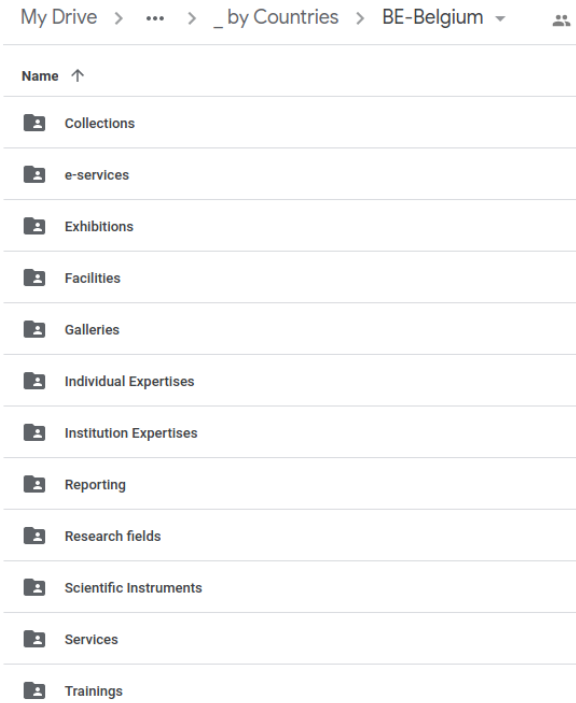 My Drive > ... > _ by Countries > BE-Belgium
Name ↑
Collections
e-services
Exhibitions
Facilities
Galleries
Individual Expertises
Institution Expertises
Reporting
Research fields
Scientific Instruments
Services
Trainings